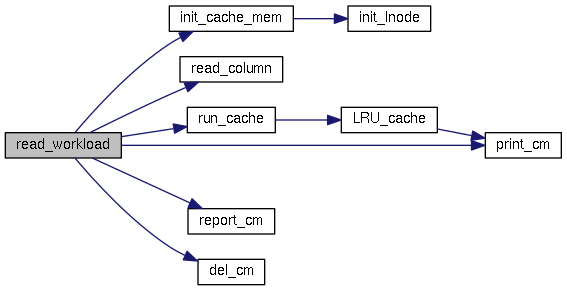 init_cache_mem
init_lnode
read_column
run_cache
LRU_cache
read_workload
print_cm
report_cm
del_cm